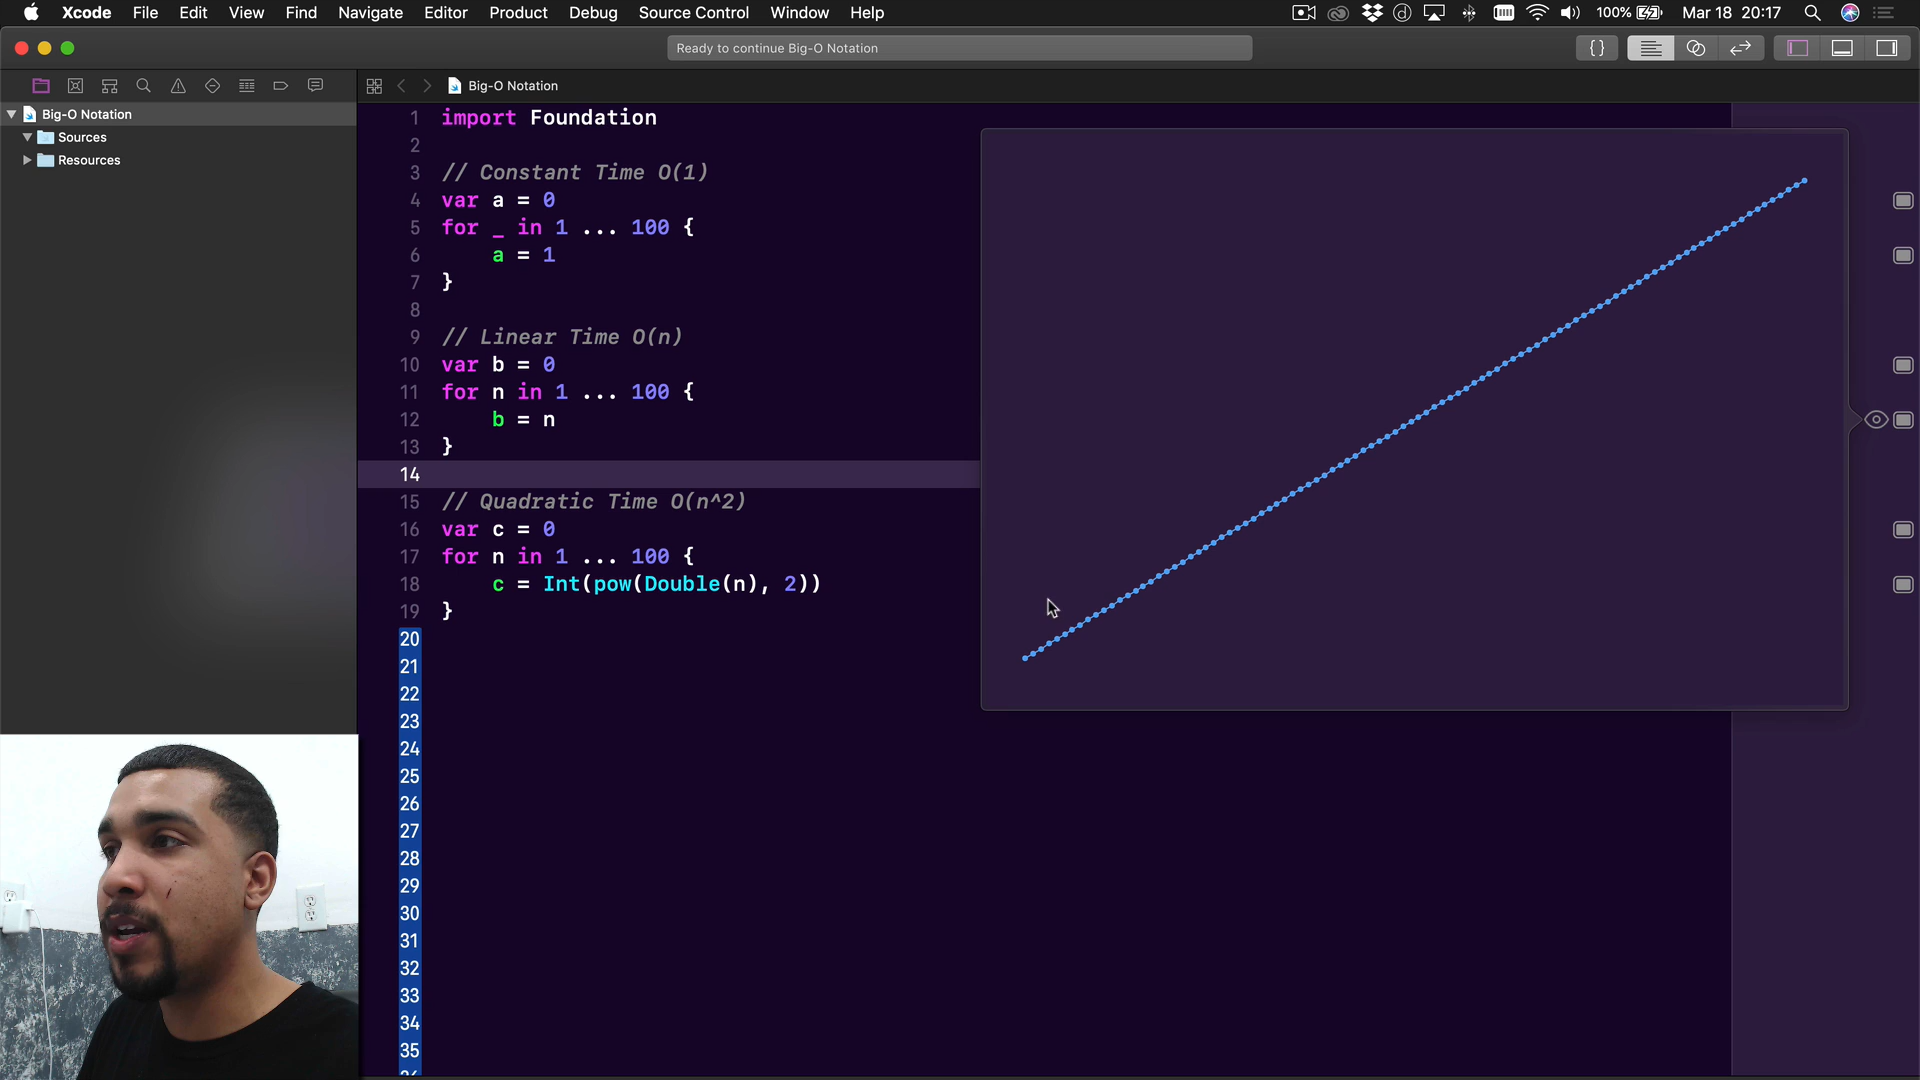 Xcode File Edit View Find Navigate Editor Product Debug Source Control Window Help 100% Mar 18 20:17
Ready to continue Big-O Notation
Big-O Notation
Big-O Notation
Sources
Resources
1 import Foundation
2
3 // Constant Time O(1)
4 var a = 0
5 for _ in 1 ... 100 {
6 a = 1
7 }
8
9 // Linear Time O(n)
10 var b = 0
11 for n in 1 ... 100 {
12 b = n
13 }
14
15 // Quadratic Time O(n^2)
16 var c = 0
17 for n in 1 ... 100 {
18 c = Int(pow(Double(n), 2))
19 }
20
21
22
23
24
25
26
27
28
29
30
31
32
33
34
35